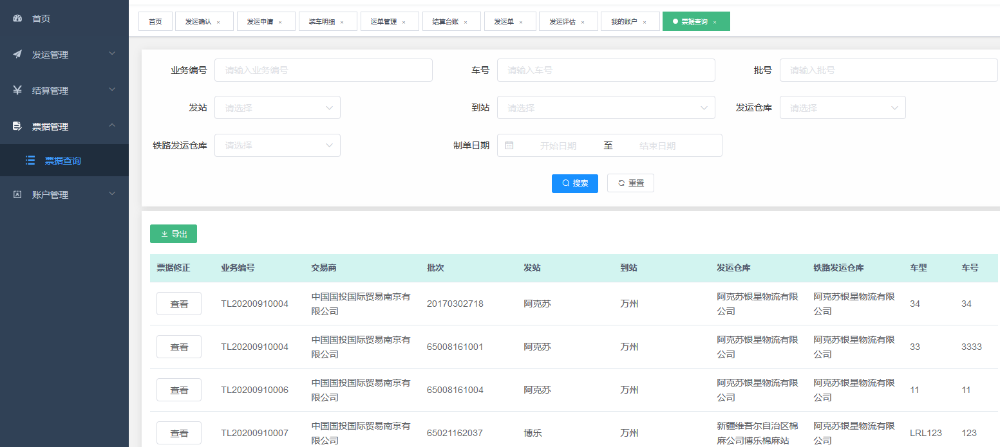 首页
发运管理
结算管理
票据管理
票据查询
账户管理
首页 发运确认 × 发运申请 × 装车明细 × 运单管理 × 结算台账 × 发运单 × 发运评估 × 我的账户 × 票据查询 ×
业务编号 请输入业务编号 车号 请输入车号 批号 请输入批号
发站 请选择 到站 请选择 发运仓库 请选择
铁路发运仓库 请选择 制单日期 开始日期 至 结束日期
搜索 重置
导出
票据修正 业务编号 交易商 批次 发站 到站 发运仓库 铁路发运仓库 车型 车号
查看 TL20200910004 中国国投国际贸易南京有限公司 20170302718 阿克苏 万州 阿克苏银星物流有限公司 阿克苏银星物流有限公司 34 34
查看 TL20200910004 中国国投国际贸易南京有限公司 65008161001 阿克苏 万州 阿克苏银星物流有限公司 阿克苏银星物流有限公司 33 3333
查看 TL20200910006 中国国投国际贸易南京有限公司 65008161004 阿克苏 万州 阿克苏银星物流有限公司 阿克苏银星物流有限公司 11 11
查看 TL20200910007 中国国投国际贸易南京有限公司 65021162037 博乐 万州 新疆维吾尔自治区棉麻公司博乐棉麻站 阿克苏银星物流有限公司 LRL123 123